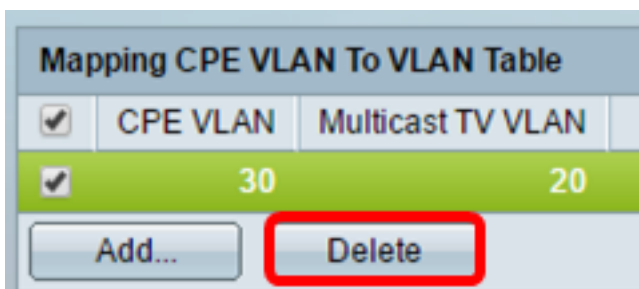 Mapping CPE VLAN To VLAN Table
CPE VLAN Multicast TV VLAN
30 20
Add... Delete